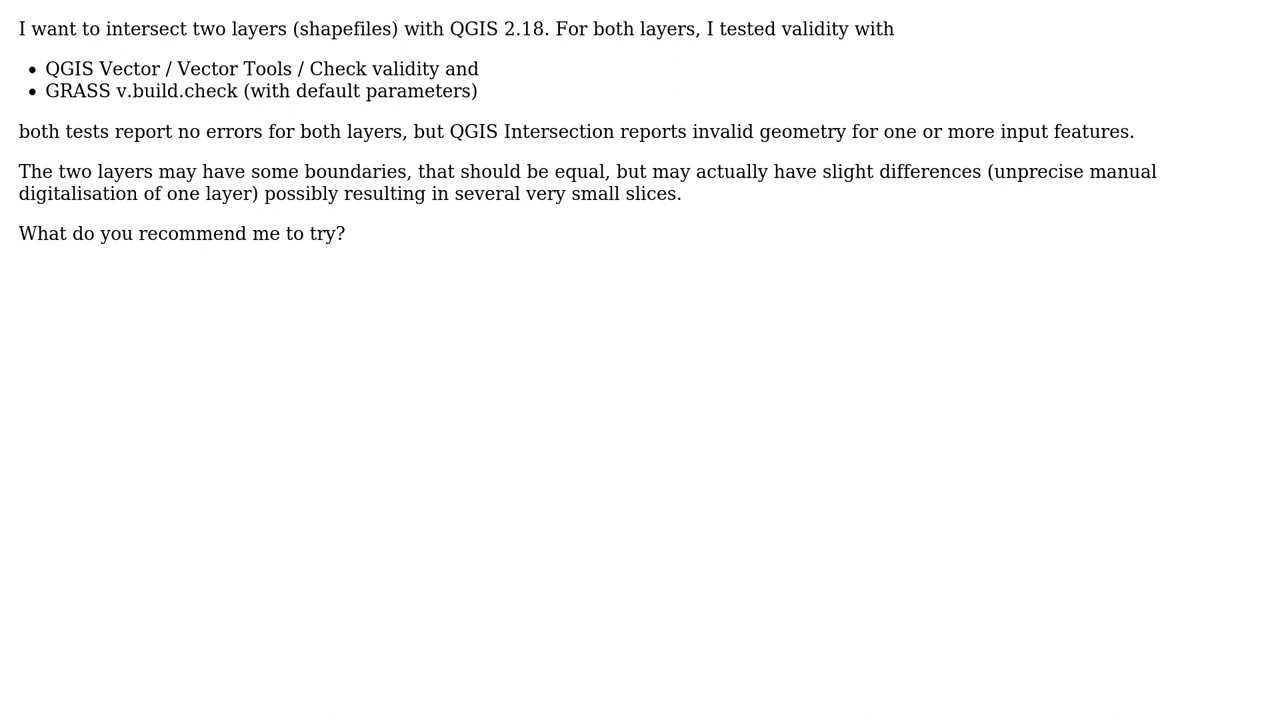 I want to intersect two layers (shapefiles) with QGIS 2.18. For both layers, I tested validity with
• QGIS Vector / Vector Tools / Check validity and
• GRASS v.build.check (with default parameters)
both tests report no errors for both layers, but QGIS Intersection reports invalid geometry for one or more input features.
The two layers may have some boundaries, that should be equal, but may actually have slight differences (unprecise manual
digitalisation of one layer) possibly resulting in several very small slices.
What do you recommend me to try?